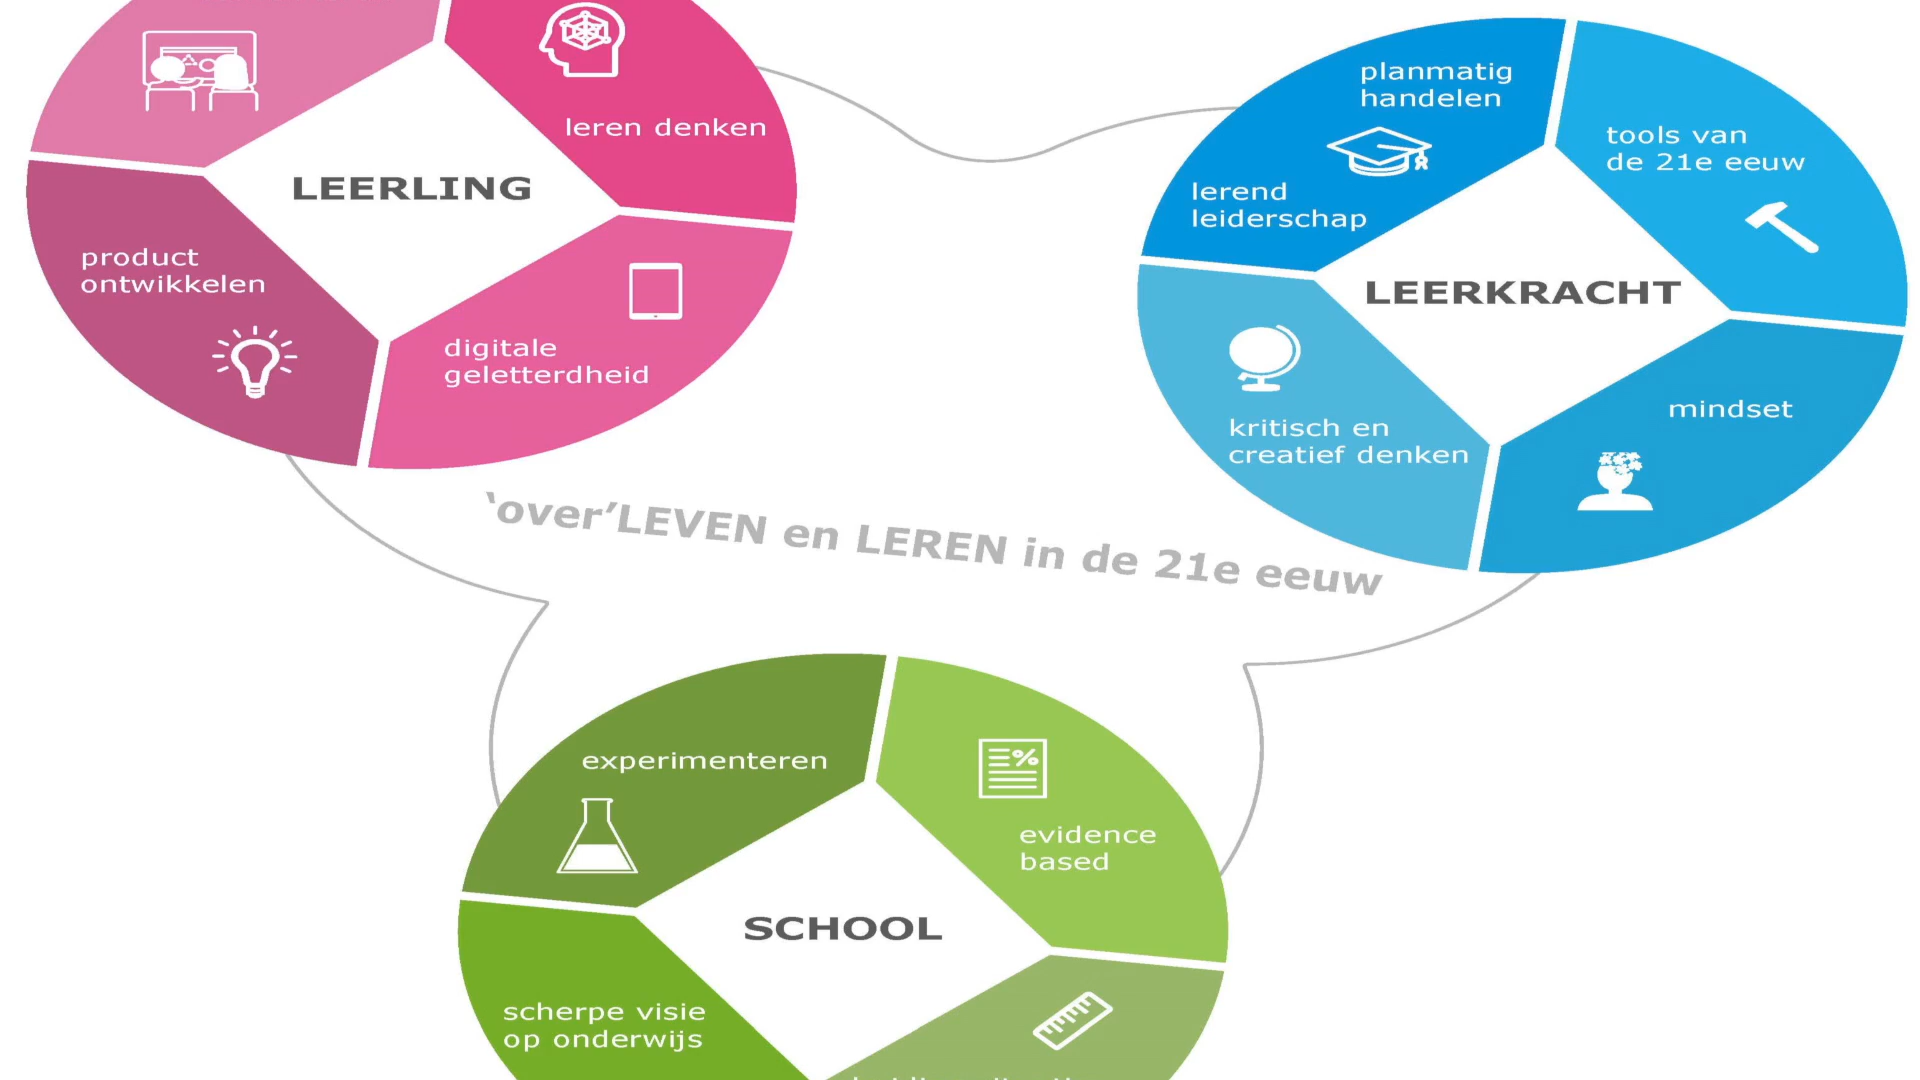 leren denken
LEERLING
product
ontwikkelen
digitale
geletterdheid
planmatig
handelen
lerend
leiderschap
tools van
de 21e eeuw
LEERKRACHT
kritisch en
creatief denken
mindset
‘over’LEVEN en LEREN in de 21e eeuw
experimenteren
%
evidence
based
SCHOOL
scherpe visie
op onderwijs